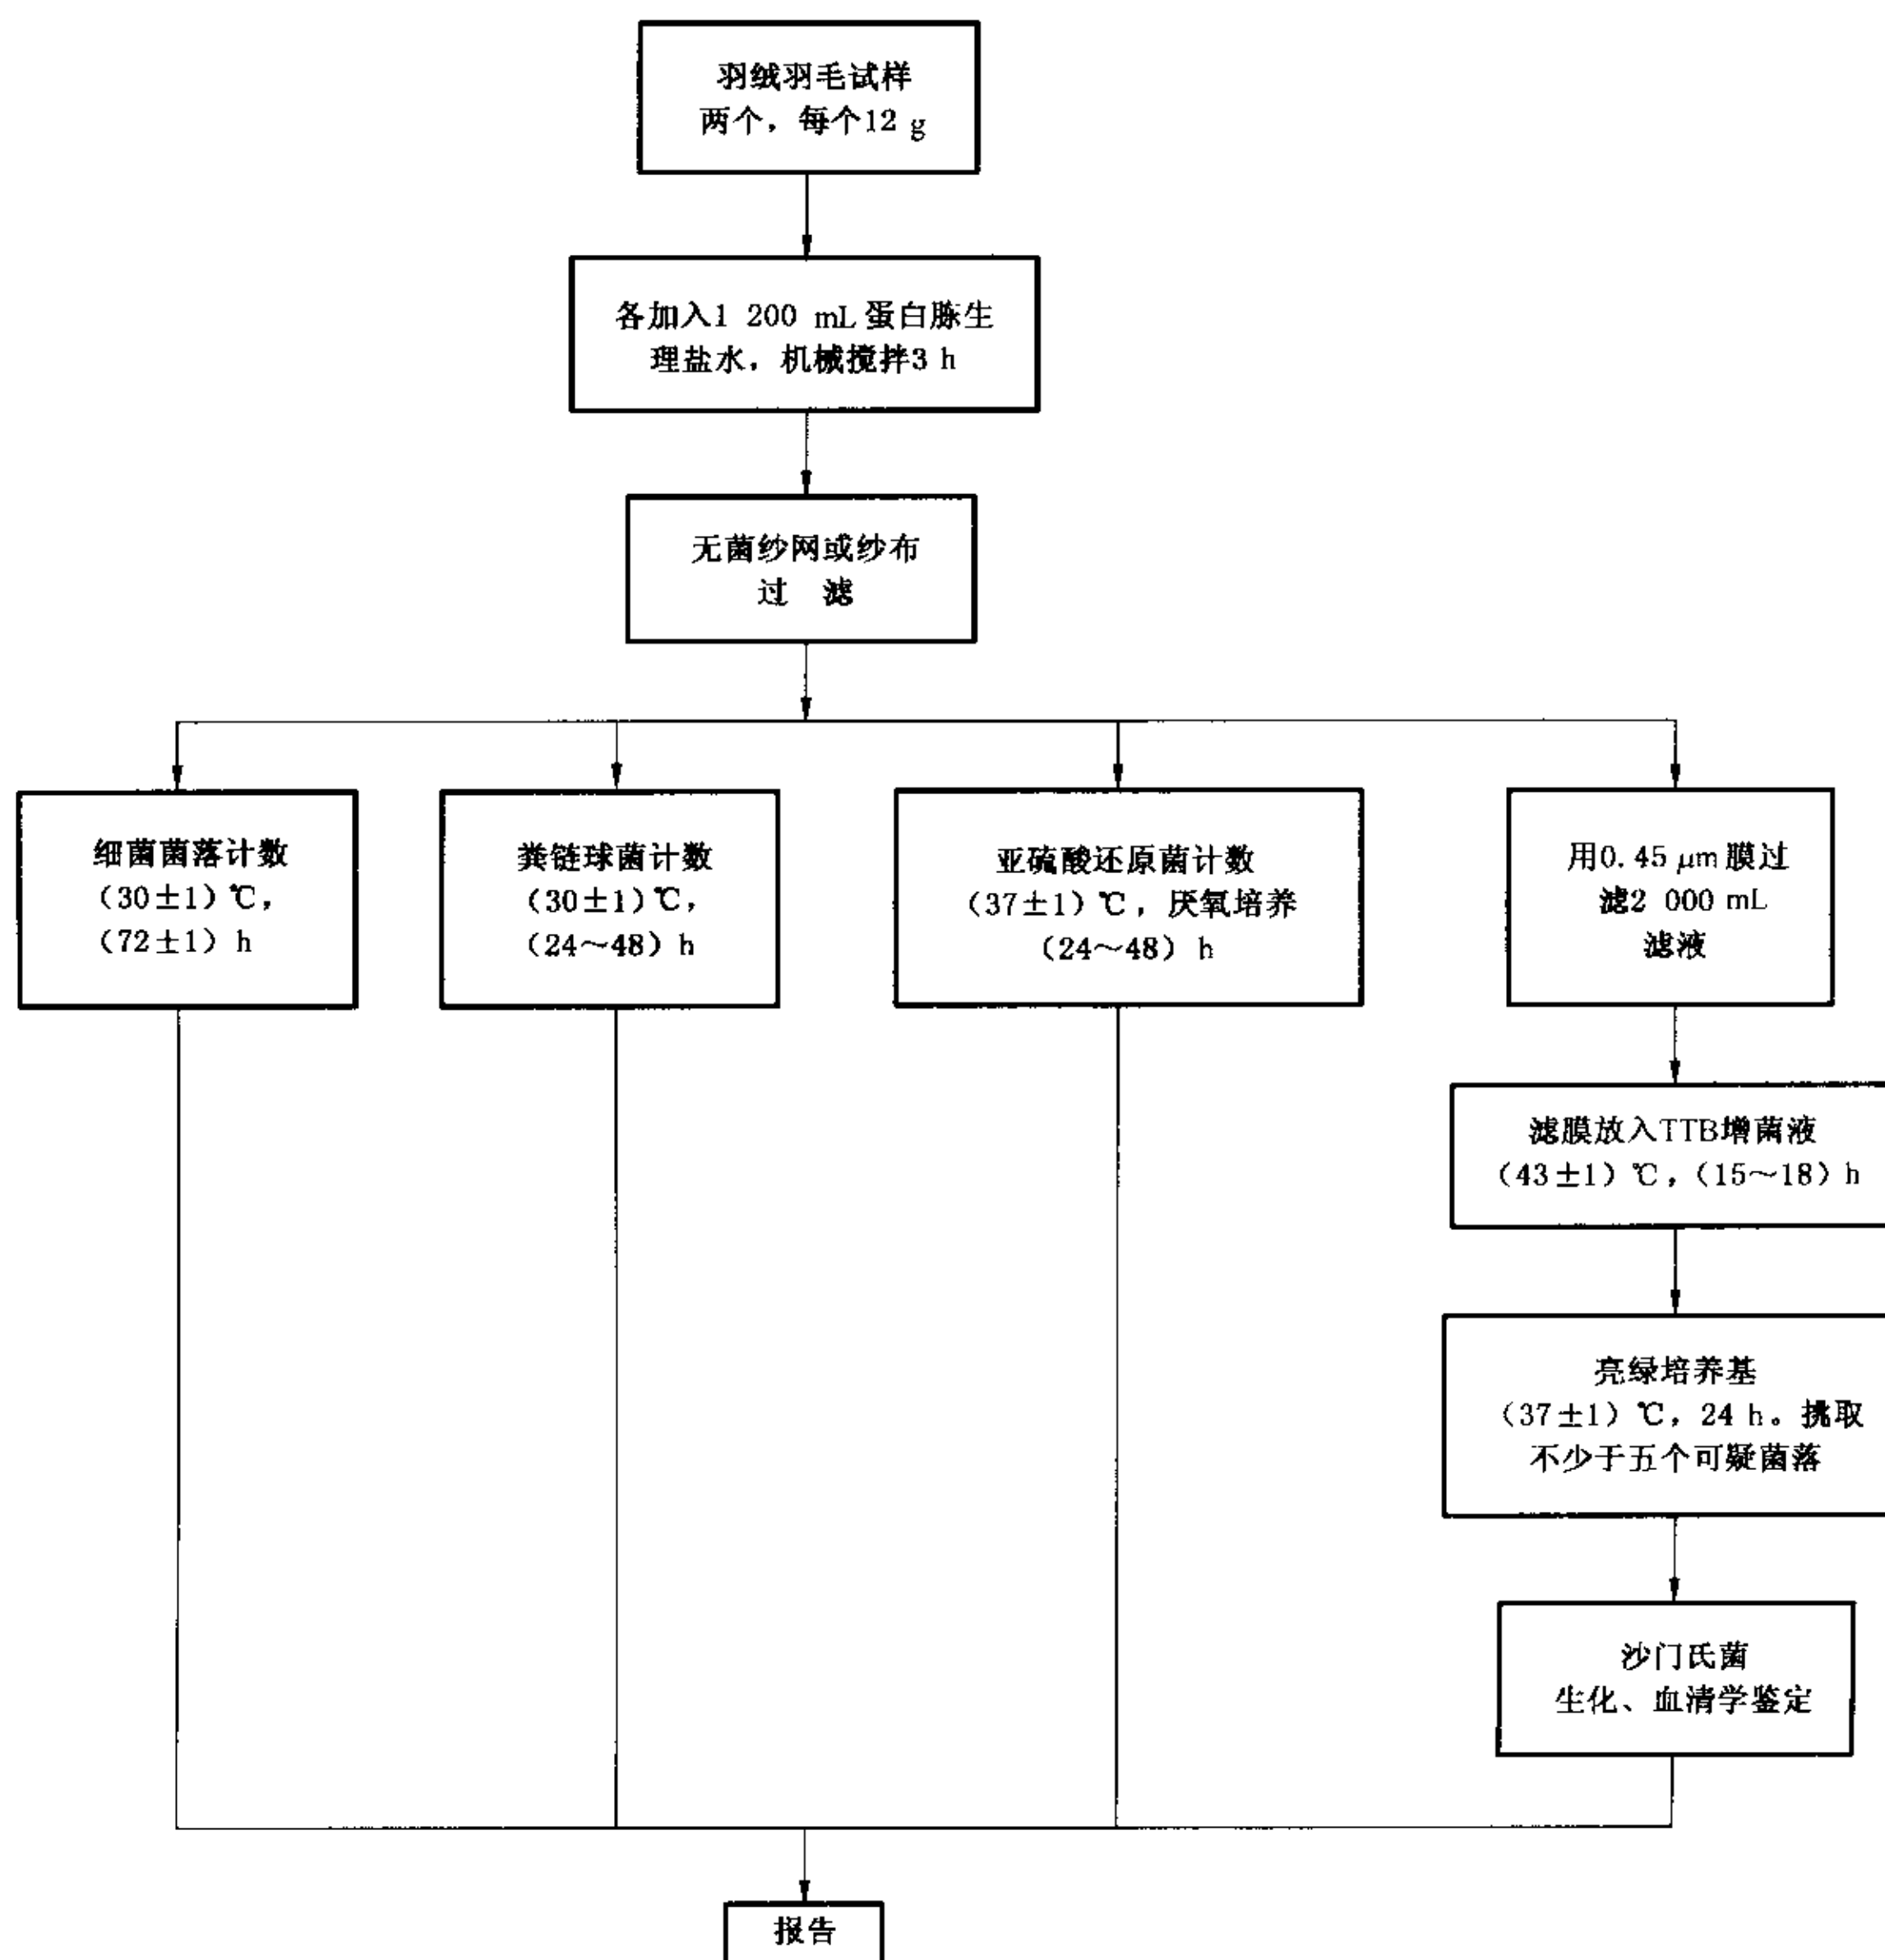 羽绒羽毛试样
两个，每个12 g
各加入1 200 mL 蛋白胨生
理盐水，机械搅拌3 h
无菌纱网或纱布
过 滤
细菌菌落计数
(30±1)℃，
(72±1) h
粪链球菌计数
(30±1)℃，
(24～48) h
亚硫酸还原菌计数
(37±1)℃，厌氧培养
(24～48) h
用0.45 μm 膜过
滤2 000 mL
滤液
滤膜放入TTB增菌液
(43±1)℃，(15～18) h
亮绿培养基
(37±1)℃，24 h。挑取
不少于五个可疑菌落
沙门氏菌
生化、血清学鉴定
报告